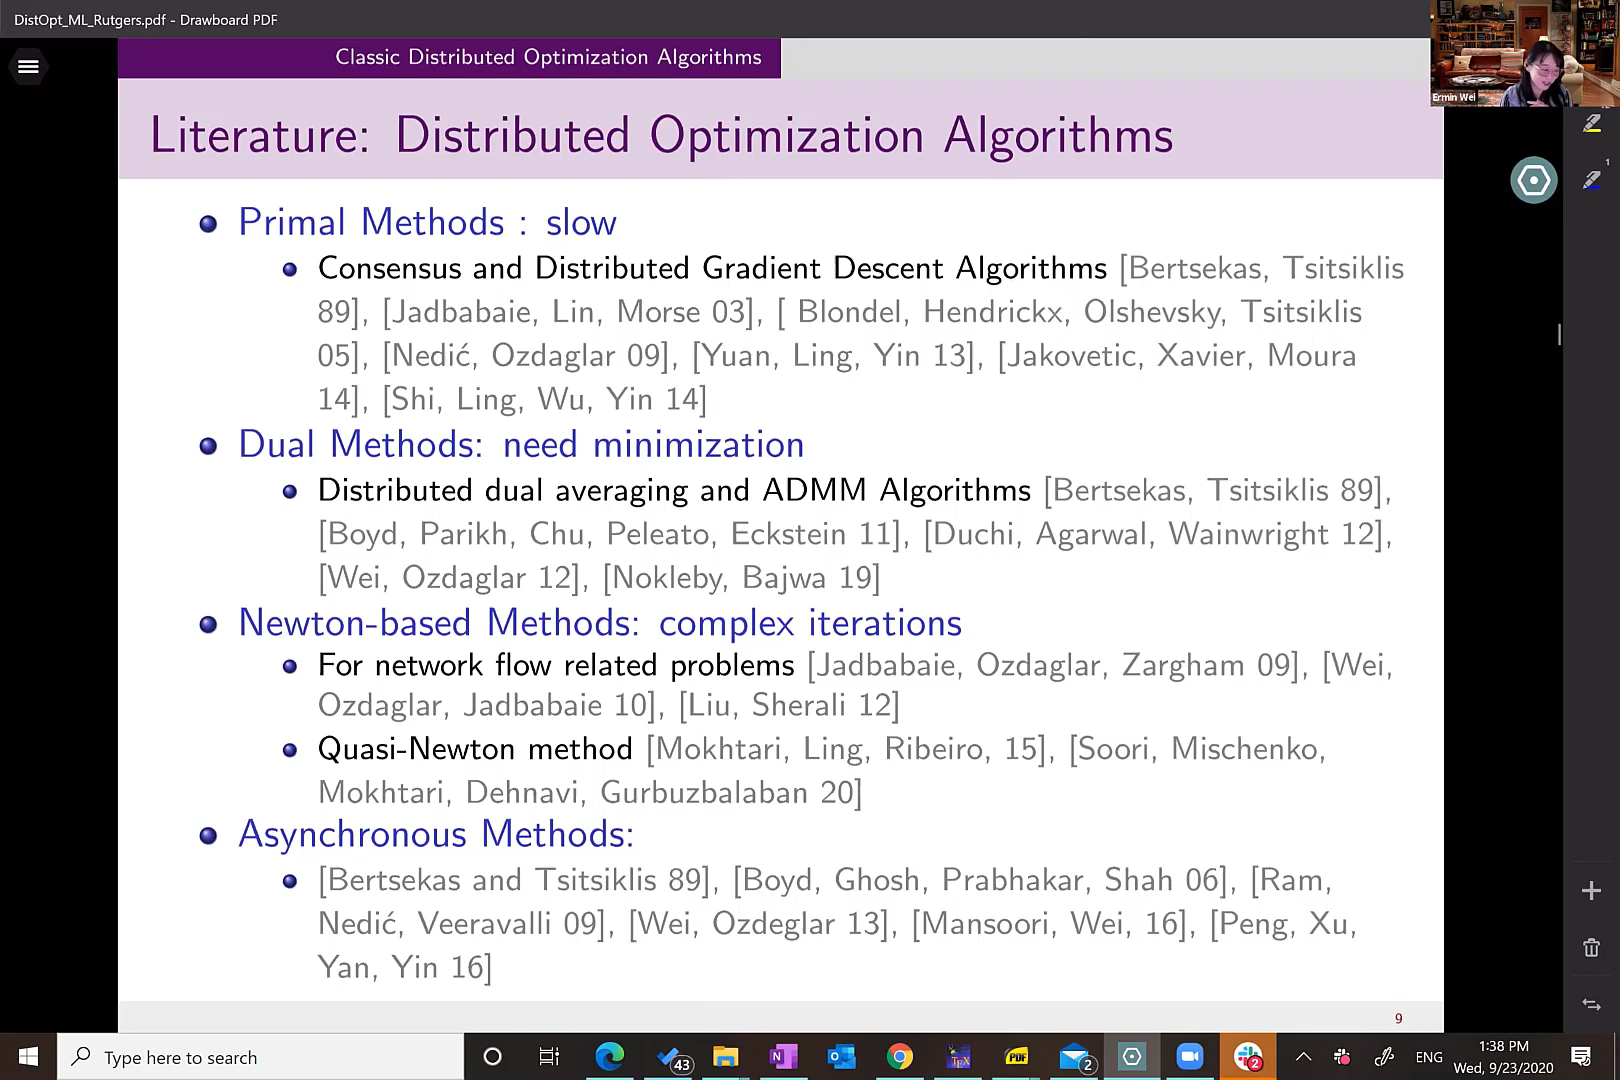 DistOpt_ML_Rutgers.pdf - Drawboard PDF
Classic Distributed Optimization Algorithms
Ermin Wei
Literature: Distributed Optimization Algorithms
1
Primal Methods : slow
Consensus and Distributed Gradient Descent Algorithms [Bertsekas, Tsitsiklis
89], [Jadbabaie, Lin, Morse 03], [ Blondel, Hendrickx, Olshevsky, Tsitsiklis
05], [Nedić, Ozdaglar 09], [Yuan, Ling, Yin 13], [Jakovetic, Xavier, Moura
14], [Shi, Ling, Wu, Yin 14]
Dual Methods: need minimization
Distributed dual averaging and ADMM Algorithms [Bertsekas, Tsitsiklis 89],
[Boyd, Parikh, Chu, Peleato, Eckstein 11], [Duchi, Agarwal, Wainwright 12],
[Wei, Ozdaglar 12], [Nokleby, Bajwa 19]
Newton-based Methods: complex iterations
For network flow related problems [Jadbabaie, Ozdaglar, Zargham 09], [Wei,
Ozdaglar, Jadbabaie 10], [Liu, Sherali 12]
Quasi-Newton method [Mokhtari, Ling, Ribeiro, 15], [Soori, Mischenko,
Mokhtari, Dehnavi, Gurbuzbalaban 20]
Asynchronous Methods:
[Bertsekas and Tsitsiklis 89], [Boyd, Ghosh, Prabhakar, Shah 06], [Ram,
Nedić, Veeravalli 09], [Wei, Ozdeglar 13], [Mansoori, Wei, 16], [Peng, Xu,
Yan, Yin 16]
9
Type here to search
43
N
TEX
PDF
2
2
ENG
1:38 PM
Wed, 9/23/2020